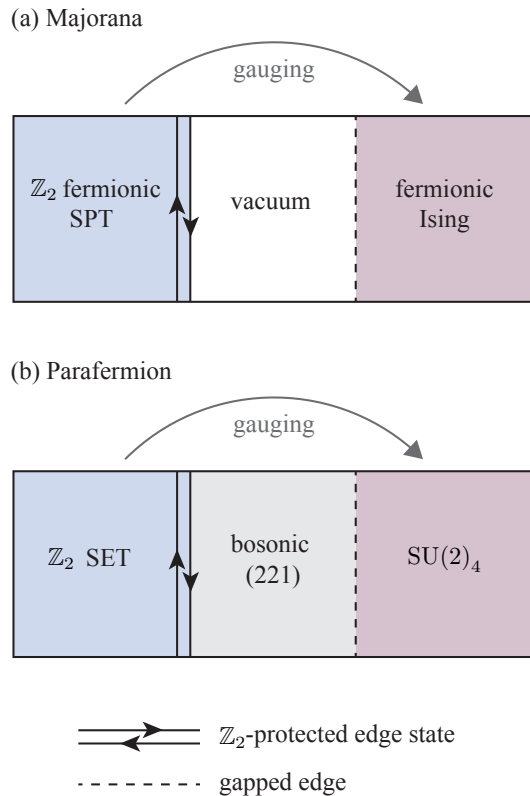 (a) Majorana
gauging
ℤ₂ fermionic
SPT
vacuum
fermionic
Ising
(b) Parafermion
gauging
ℤ₂ SET
bosonic
(221)
SU(2)₄
ℤ₂-protected edge state
gapped edge